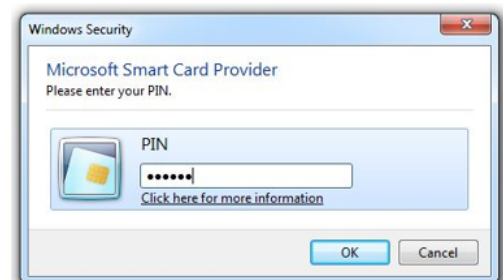 Windows Security
Microsoft Smart Card Provider
Please enter your PIN.
PIN
••••••
Click here for more information
OK
Cancel